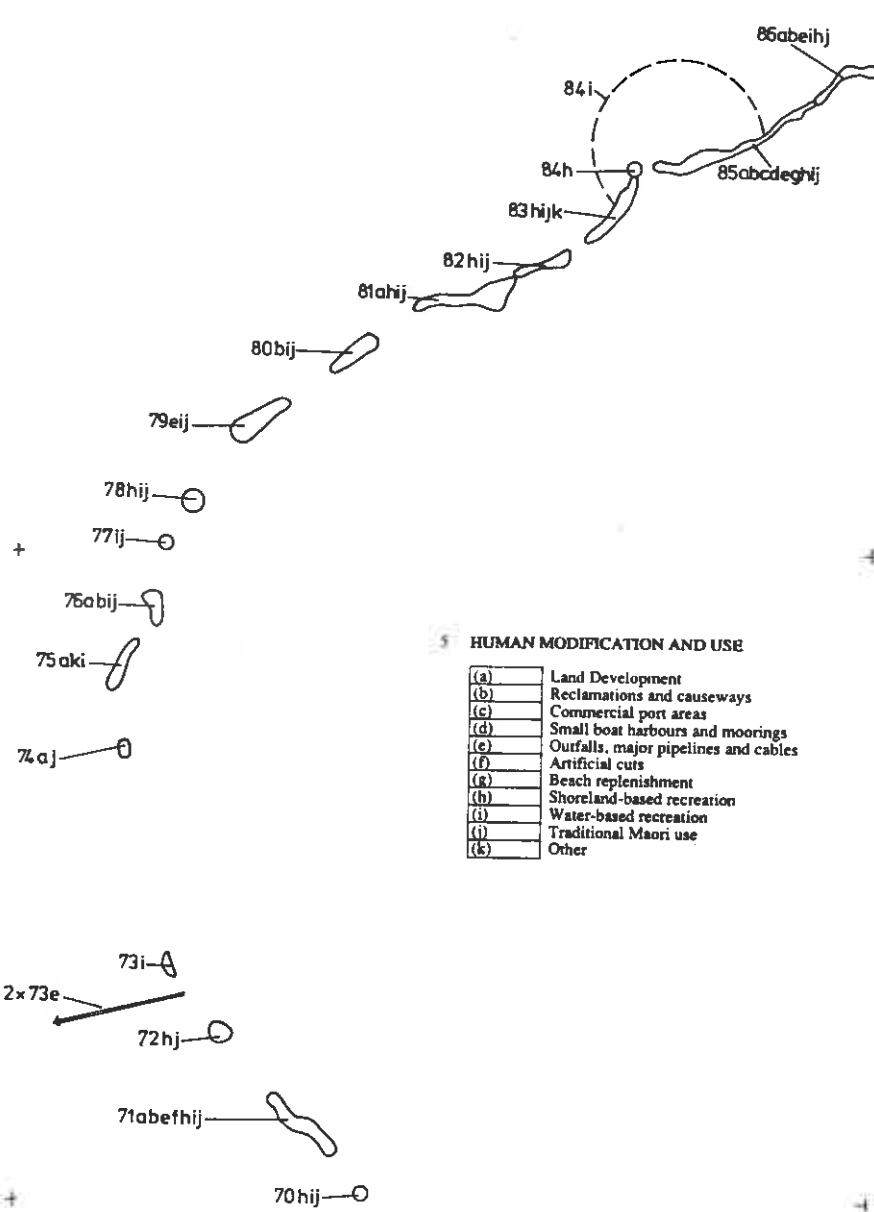 86abeihj
84i
84h
85abcdeghij
83hijk
82hij
81ahij
80bij
79eij
78hij
77ij
76abij
75aki
74aj
5 HUMAN MODIFICATION AND USE
(a) Land Development
(b) Reclamations and causeways
(c) Commercial port areas
(d) Small boat harbours and moorings
(e) Outfalls, major pipelines and cables
(f) Artificial cuts
(g) Beach replenishment
(h) Shoreland-based recreation
(i) Water-based recreation
(j) Traditional Maori use
(k) Other
73i
2×73e
72hj
71abefhij
70hij